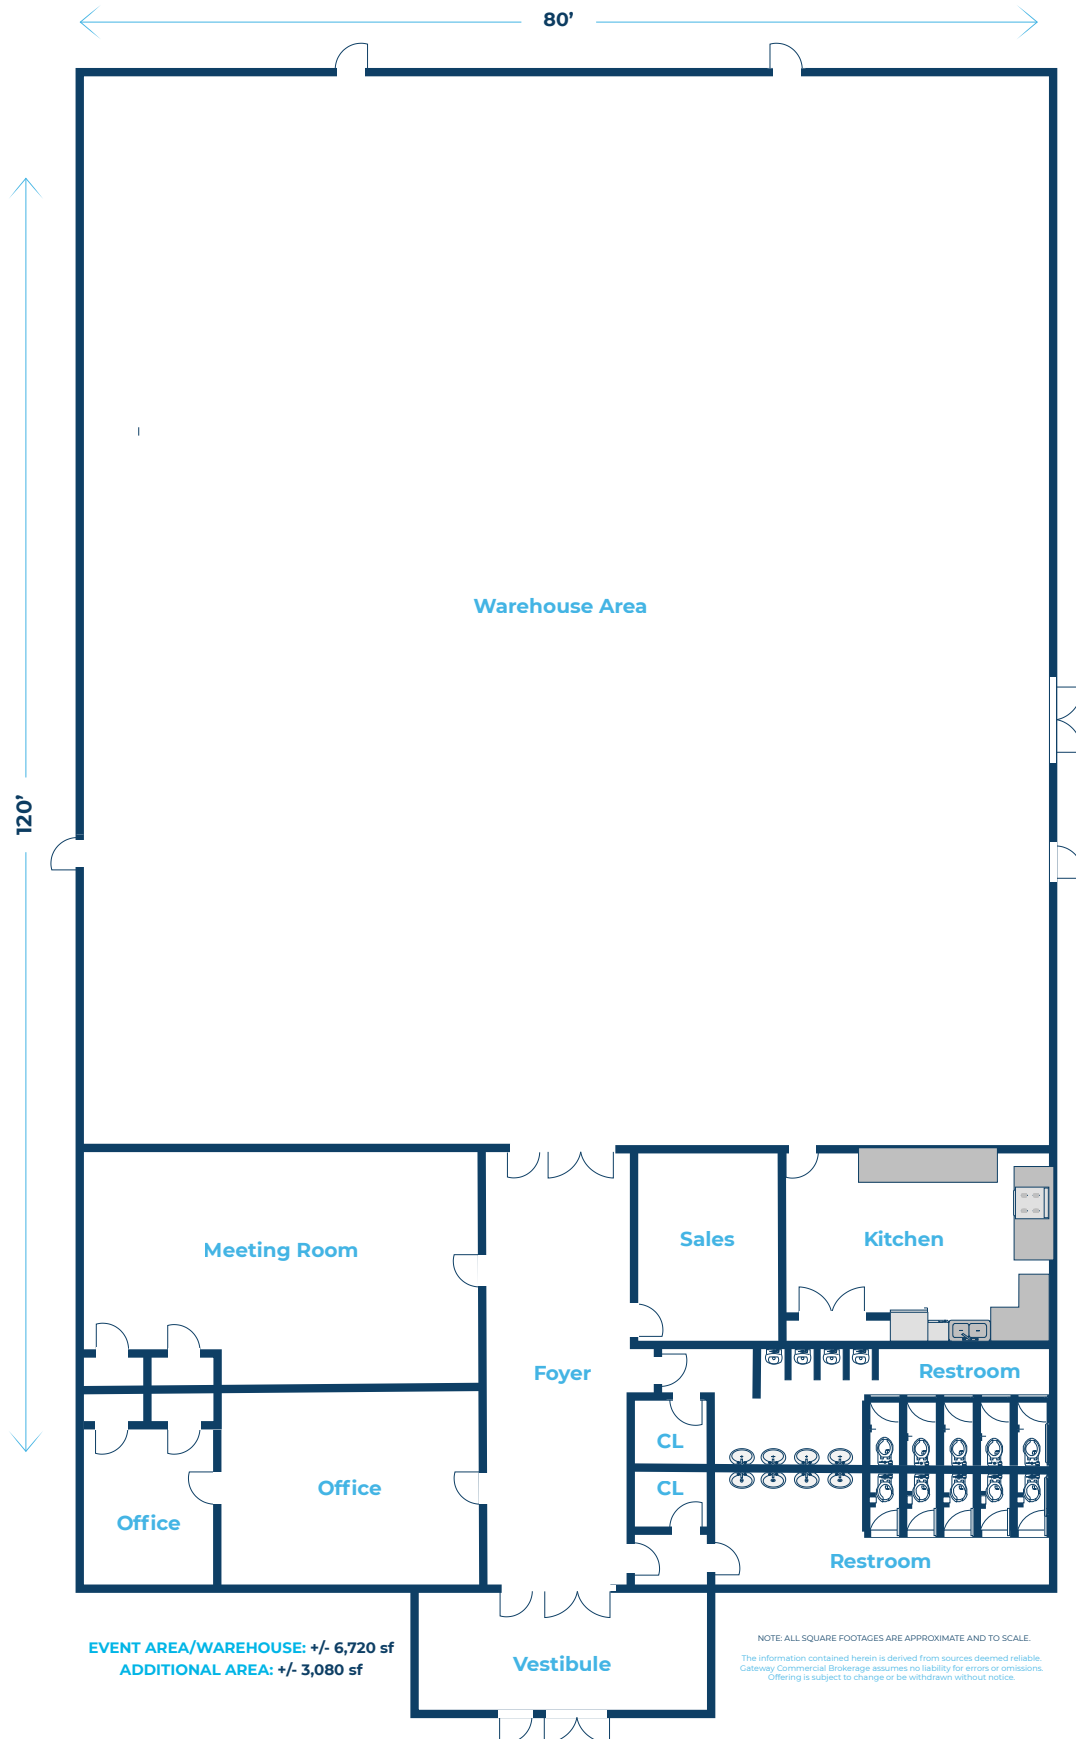 80’
120’
Warehouse Area
Meeting Room
Sales
Kitchen
Foyer
Restroom
CL
CL
Office
Office
Restroom
Vestibule
EVENT AREA/WAREHOUSE: +/- 6,720 sf
ADDITIONAL AREA: +/- 3,080 sf
NOTE: ALL SQUARE FOOTAGES ARE APPROXIMATE AND TO SCALE.
The information contained herein is derived from sources deemed reliable.
Gateway Commercial Brokerage assumes no liability for errors or omissions.
Offering is subject to change or be withdrawn without notice.